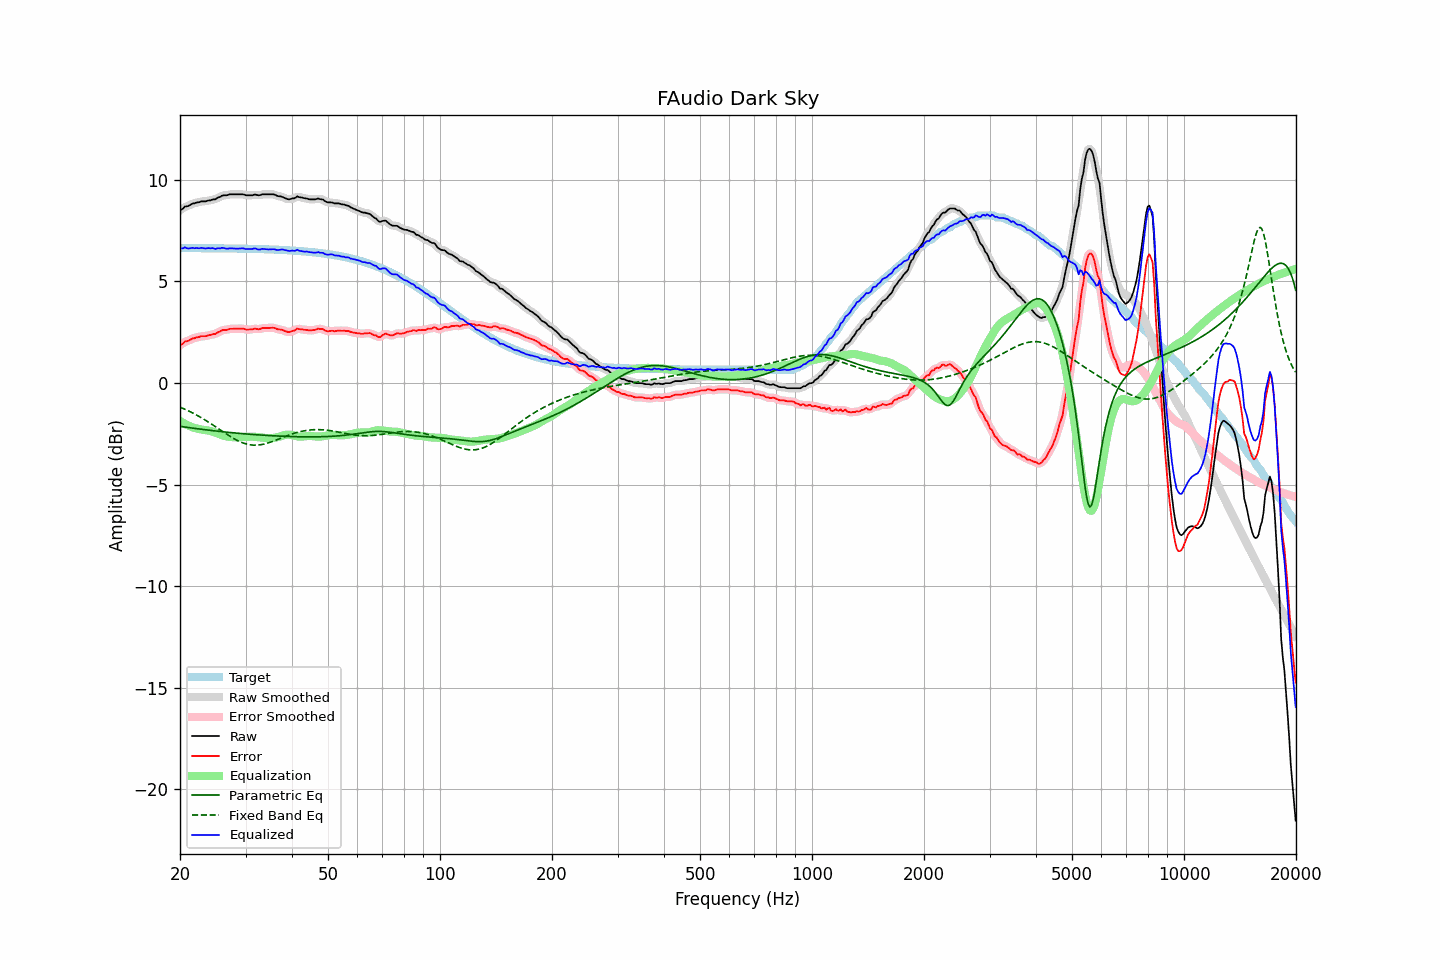 FAudio Dark Sky
Amplitude (dBr)
10
5
0
−5
−10
−15
−20
Target
Raw Smoothed
Error Smoothed
Raw
Error
Equalization
Parametric Eq
Fixed Band Eq
Equalized
20 50 100 200 500 1000 2000 5000 10000 20000
Frequency (Hz)